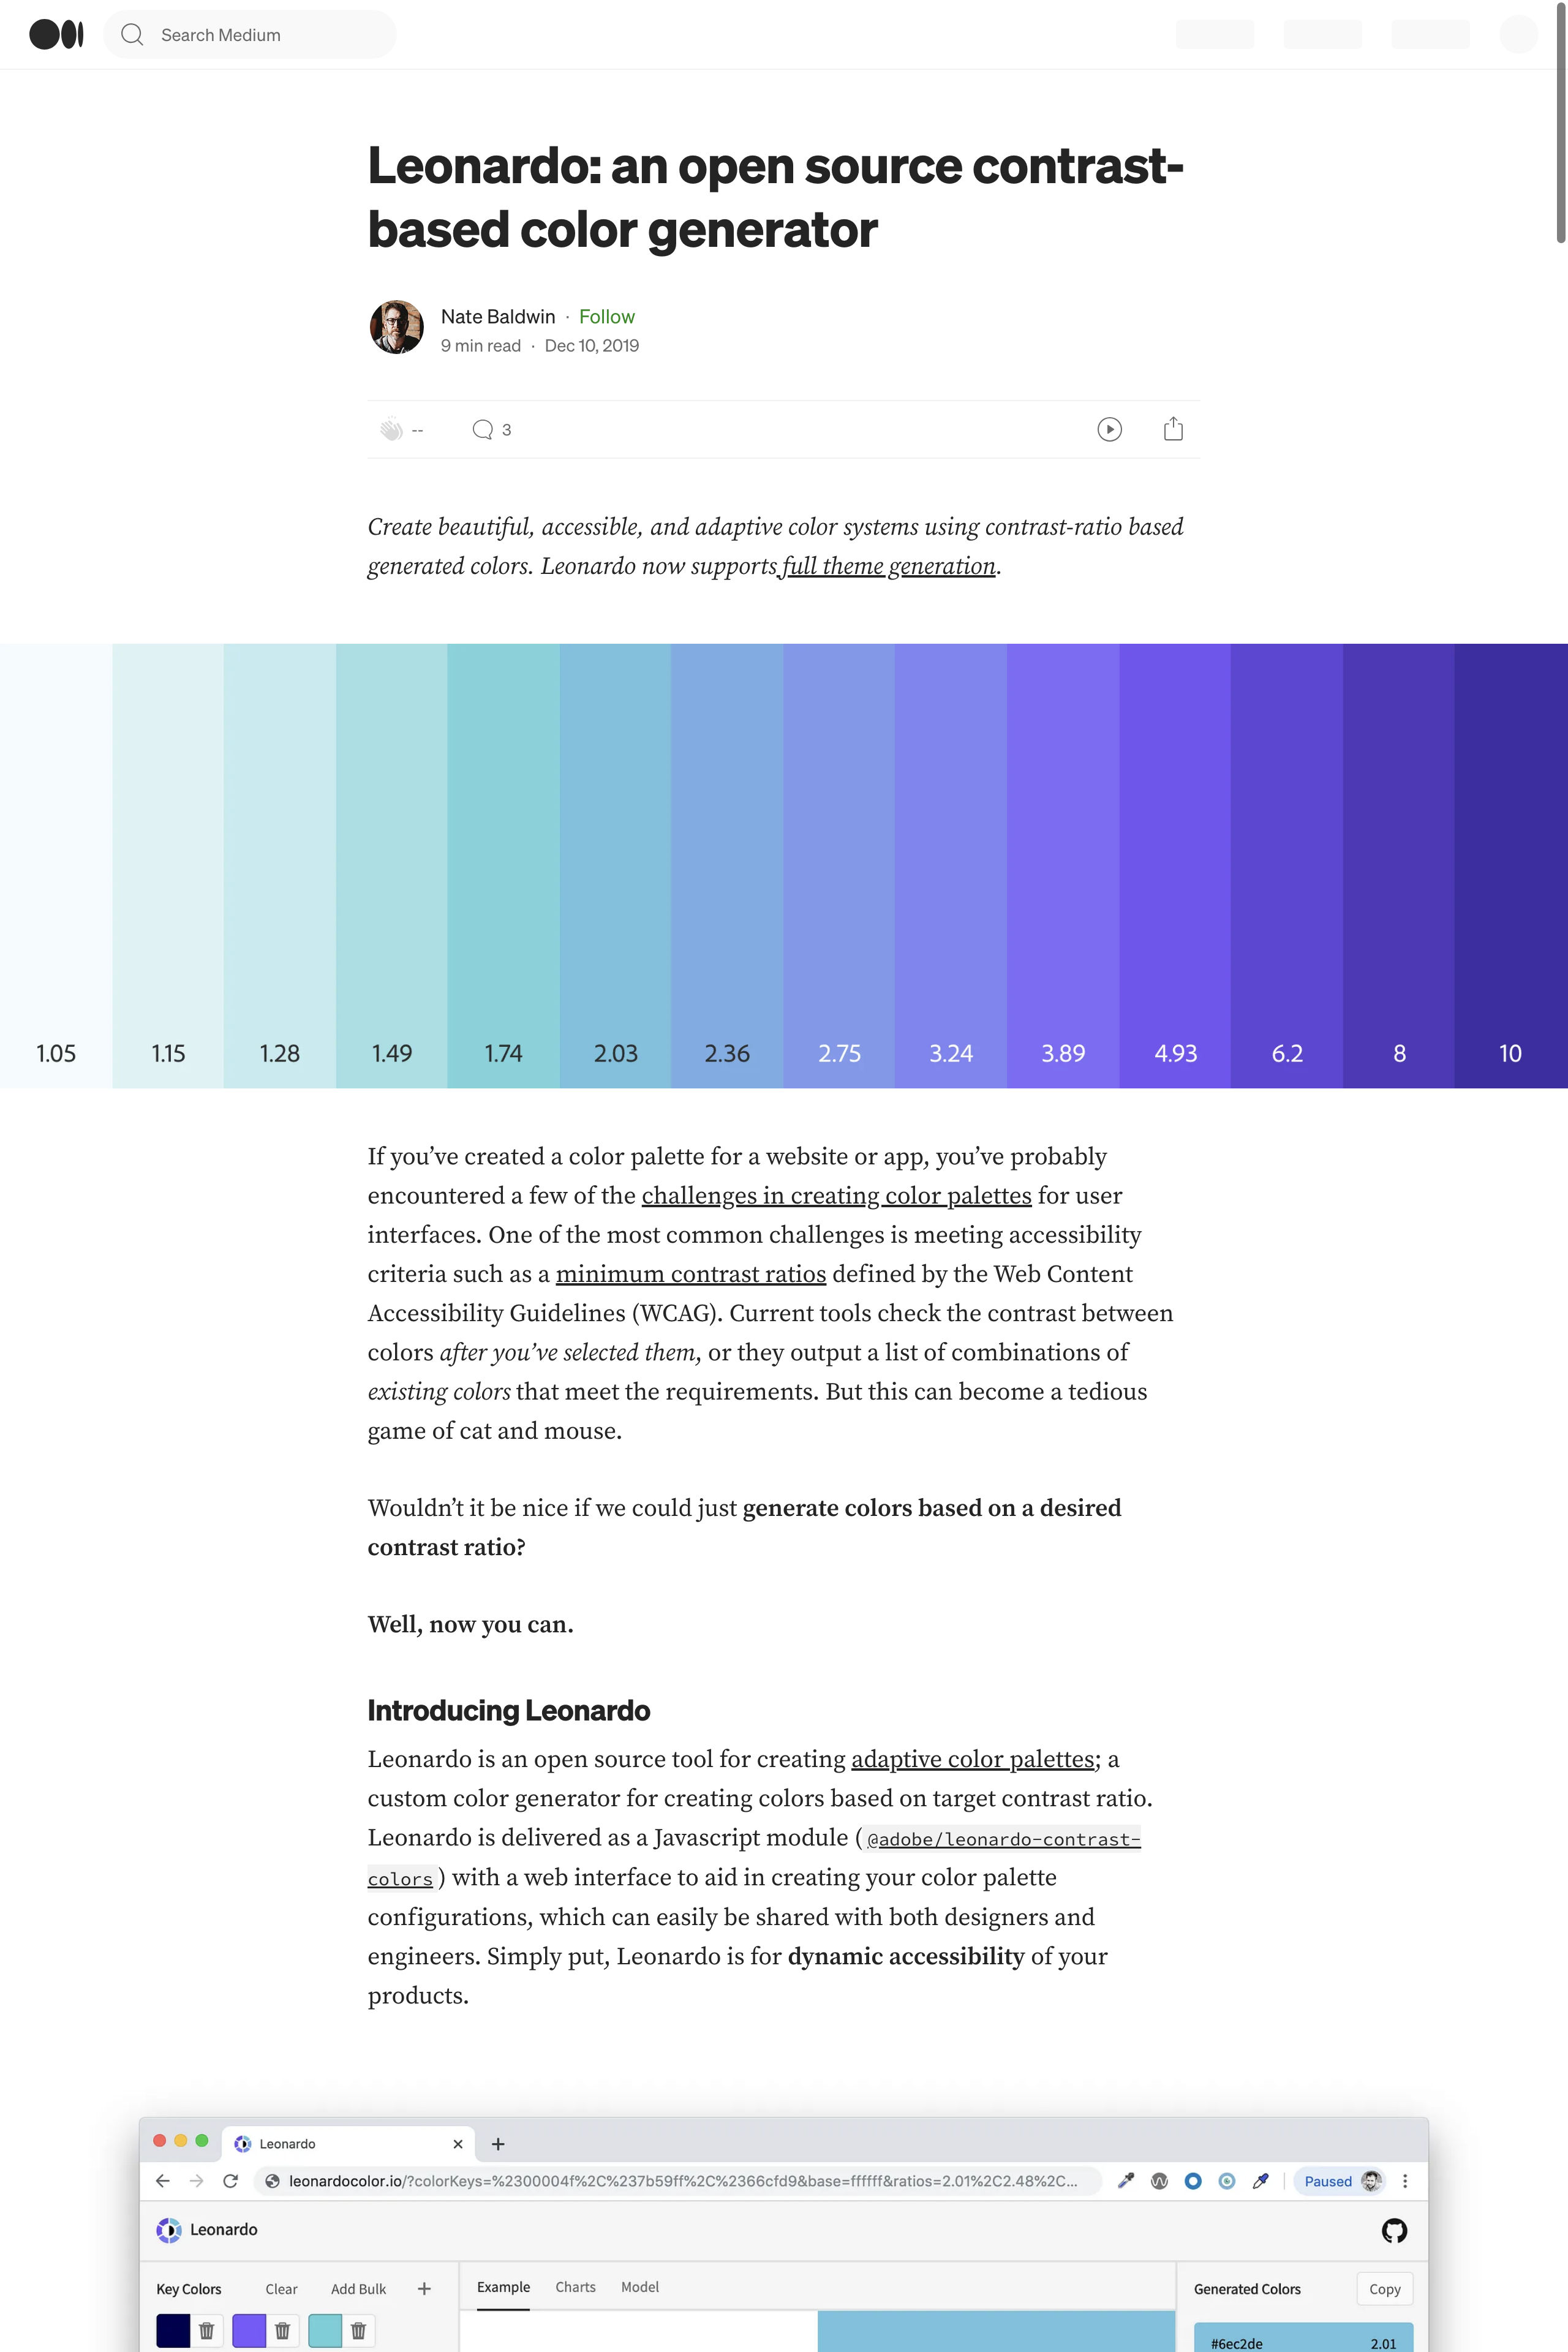 Search Medium
Leonardo: an open source contrast-
based color generator
Nate Baldwin · Follow
9 min read · Dec 10, 2019
-- 3
Create beautiful, accessible, and adaptive color systems using contrast-ratio based
generated colors. Leonardo now supports full theme generation.
1.05 1.15 1.28 1.49 1.74 2.03 2.36 2.75 3.24 3.89 4.93 6.2 8 10
If you’ve created a color palette for a website or app, you’ve probably
encountered a few of the challenges in creating color palettes for user
interfaces. One of the most common challenges is meeting accessibility
criteria such as a minimum contrast ratios defined by the Web Content
Accessibility Guidelines (WCAG). Current tools check the contrast between
colors after you’ve selected them, or they output a list of combinations of
existing colors that meet the requirements. But this can become a tedious
game of cat and mouse.
Wouldn’t it be nice if we could just generate colors based on a desired
contrast ratio?
Well, now you can.
Introducing Leonardo
Leonardo is an open source tool for creating adaptive color palettes; a
custom color generator for creating colors based on target contrast ratio.
Leonardo is delivered as a Javascript module (@adobe/leonardo-contrast-
colors) with a web interface to aid in creating your color palette
configurations, which can easily be shared with both designers and
engineers. Simply put, Leonardo is for dynamic accessibility of your
products.
Leonardo
leonardocolor.io/?colorKeys=%2300004f%2C%237b59ff%2C%2366cfd9&base=ffffff&ratios=2.01%2C2.48%2C... Paused
Leonardo
Key Colors Clear Add Bulk + Example Charts Model Generated Colors Copy
#6ec2de 2.01